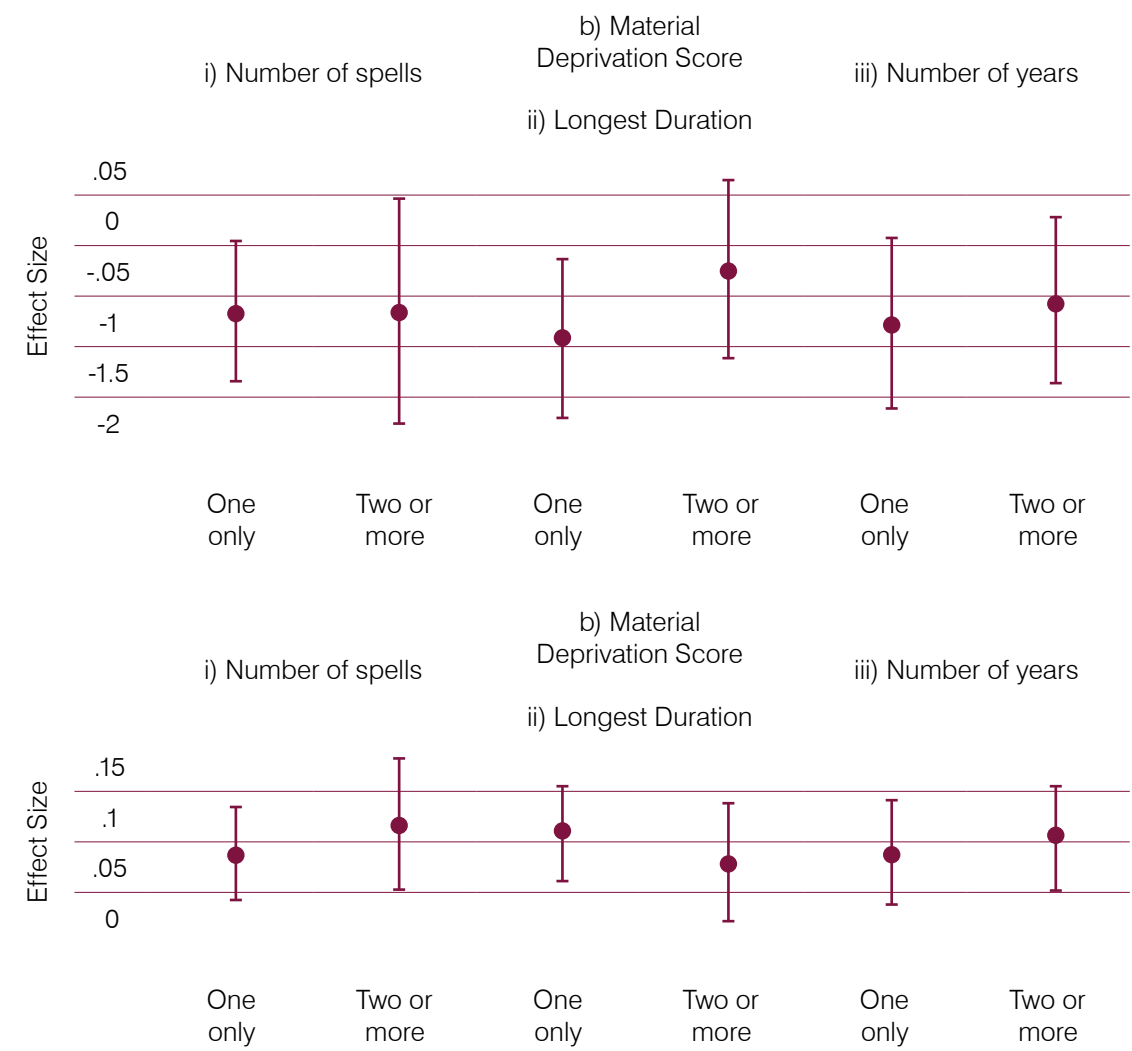 b) Material
Deprivation Score
i) Number of spells
iii) Number of years
ii) Longest Duration
Effect Size
.05
0
-.05
-1
-1.5
-2
One
only
Two or
more
One
only
Two or
more
One
only
Two or
more
b) Material
Deprivation Score
i) Number of spells
iii) Number of years
ii) Longest Duration
Effect Size
.15
.1
.05
0
One
only
Two or
more
One
only
Two or
more
One
only
Two or
more